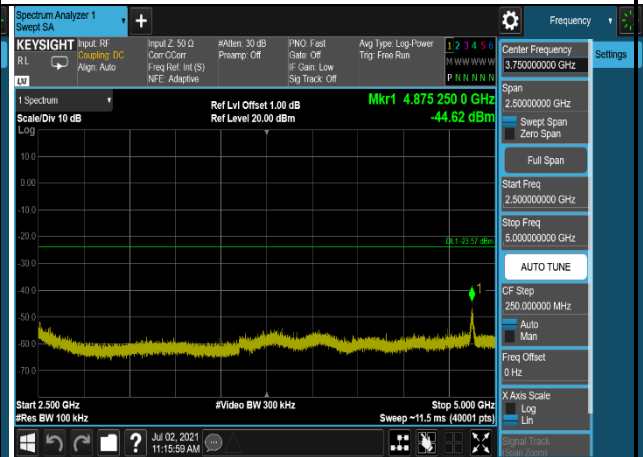 Spectrum Analyzer 1
Swept SA
Frequency
KEYSIGHT
RL
LXI
Input: RF
Coupling: DC
Align: Auto
Input Z: 50 Ω
Corr CCorr
Freq Ref: Int (S)
NFE: Adaptive
#Atten: 30 dB
Preamp: Off
PNO: Fast
Gate: Off
IF Gain: Low
Sig Track: Off
Avg Type: Log-Power
Trig: Free Run
1 2 3 4 5 6
M W W W W W
P N N N N N
1 Spectrum
Scale/Div 10 dB
Log
Ref Lvl Offset 1.00 dB
Ref Level 20.00 dBm
Mkr1 4.875 250 0 GHz
-44.62 dBm
10.0
0.00
-10.0
-20.0
-30.0
-40.0
-50.0
-60.0
-70.0
DL1 -23.57 dBm
1
Start 2.500 GHz
#Res BW 100 kHz
#Video BW 300 kHz
Stop 5.000 GHz
Sweep ~11.5 ms (40001 pts)
Jul 02, 2021
11:15:59 AM
Center Frequency
3.750000000 GHz
Settings
Span
2.50000000 GHz
Swept Span
Zero Span
Full Span
Start Freq
2.500000000 GHz
Stop Freq
5.000000000 GHz
AUTO TUNE
CF Step
250.000000 MHz
Auto
Man
Freq Offset
0 Hz
X Axis Scale
Log
Lin
Signal Track
(Span Zoom)